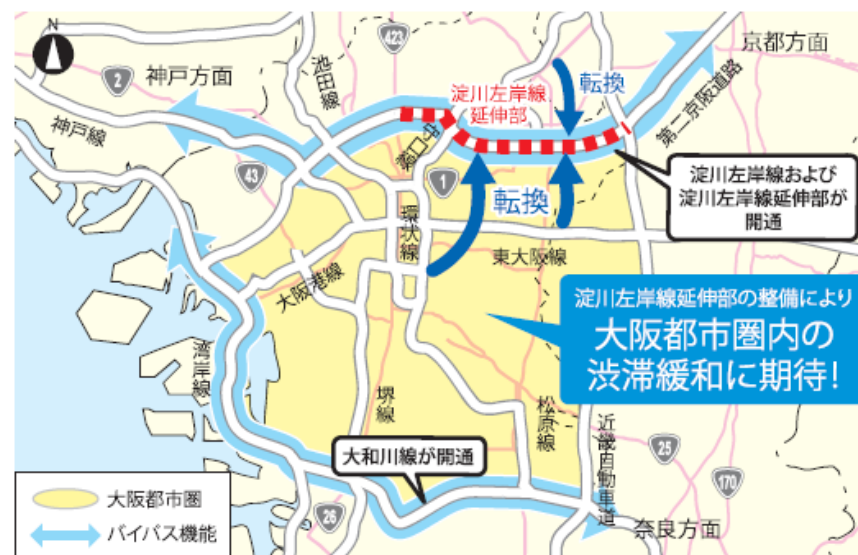 N
423
京都方面
2
神戸方面
池田線
淀川左岸線
延伸部
転換
第二京阪道路
神戸線
守口線
43
1
淀川左岸線および
淀川左岸線延伸部が
開通
転換
環状線
東大阪線
大阪港線
淀川左岸線延伸部の整備により
大阪都市圏内の
渋滞緩和に期待!
湾岸線
堺線
松原線
近畿自動車道
大和川線が開通
25
170
大阪都市圏
26
バイパス機能
奈良方面